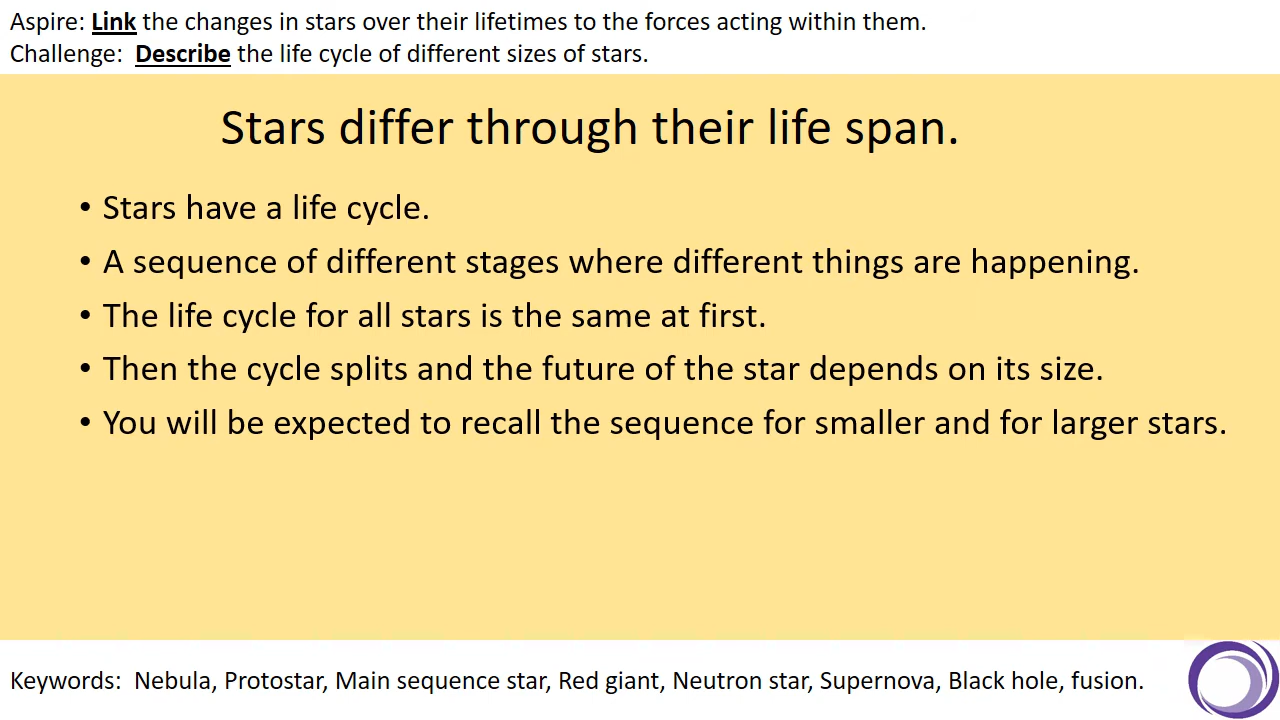 Aspire: Link the changes in stars over their lifetimes to the forces acting within them.
Challenge: Describe the life cycle of different sizes of stars.
Stars differ through their life span.
• Stars have a life cycle.
• A sequence of different stages where different things are happening.
• The life cycle for all stars is the same at first.
• Then the cycle splits and the future of the star depends on its size.
• You will be expected to recall the sequence for smaller and for larger stars.
Keywords: Nebula, Protostar, Main sequence star, Red giant, Neutron star, Supernova, Black hole, fusion.